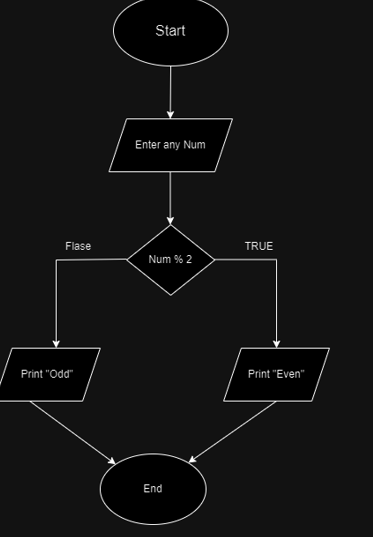 Start
Enter any Num
Flase
TRUE
Num % 2
Print "Odd"
Print "Even"
End